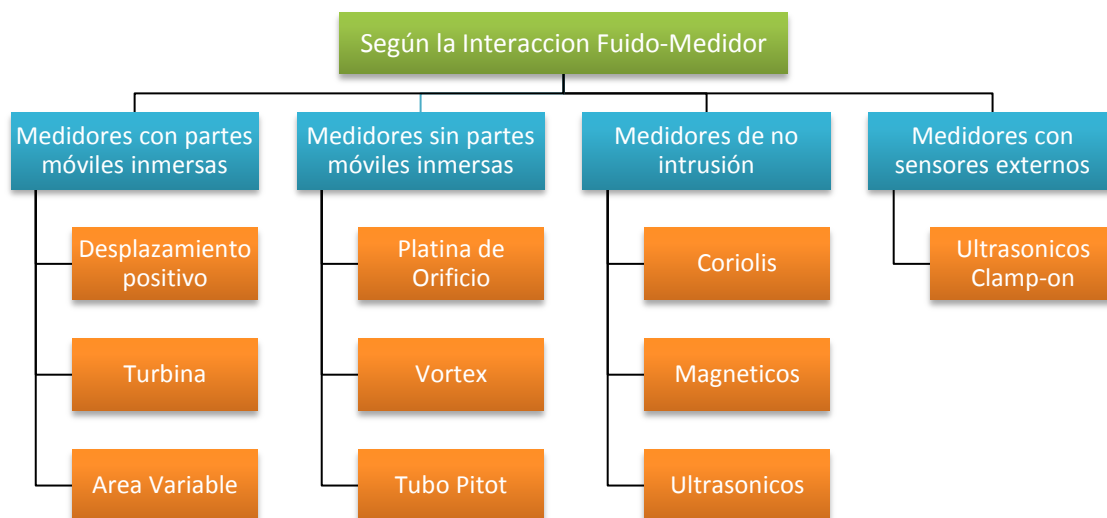 Según la Interaccion Fuido-Medidor
Medidores con partes
móviles inmersas
Desplazamiento
positivo
Turbina
Area Variable
Medidores sin partes
móviles inmersas
Platina de
Orificio
Vortex
Tubo Pitot
Medidores de no
intrusión
Coriolis
Magneticos
Ultrasonicos
Medidores con
sensores externos
Ultrasonicos
Clamp-on